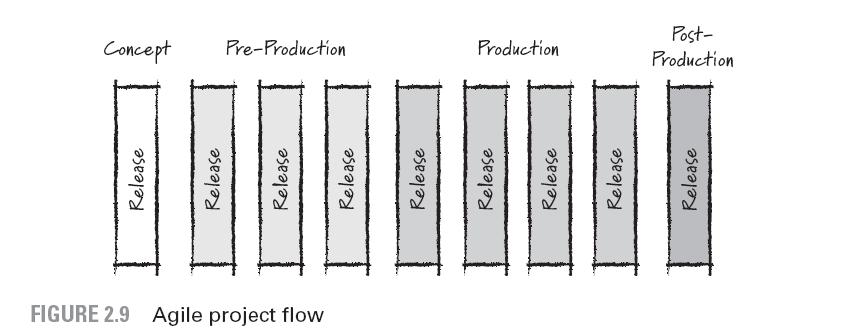 Concept
Pre-Production
Production
Post-
Production
Release
Release
Release
Release
Release
Release
Release
Release
Release
FIGURE 2.9 Agile project flow